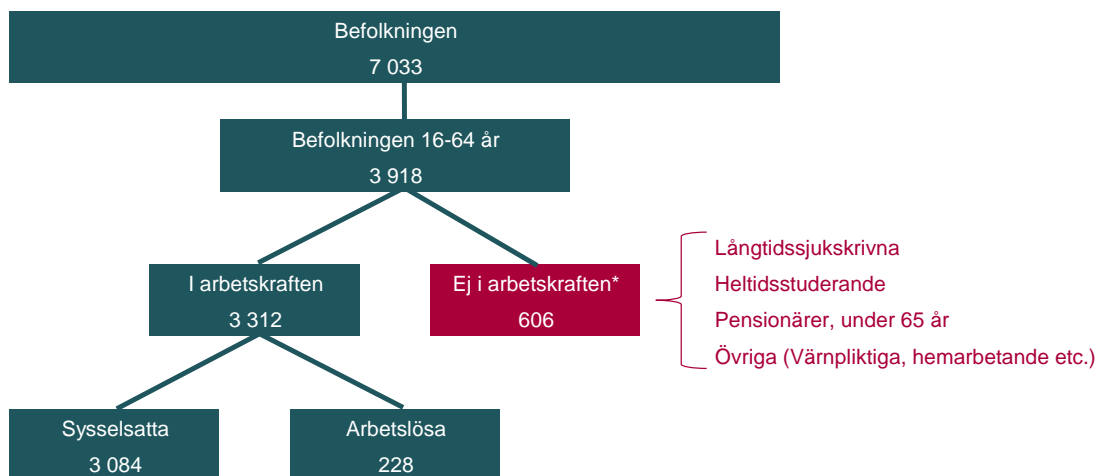 Befolkningen
7 033
Befolkningen 16-64 år
3 918
I arbetskraften
3 312
Ej i arbetskraften*
606
Långtidssjukskrivna
Heltidsstuderande
Pensionärer, under 65 år
Övriga (Värnpliktiga, hemarbetande etc.)
Sysselsatta
3 084
Arbetslösa
228